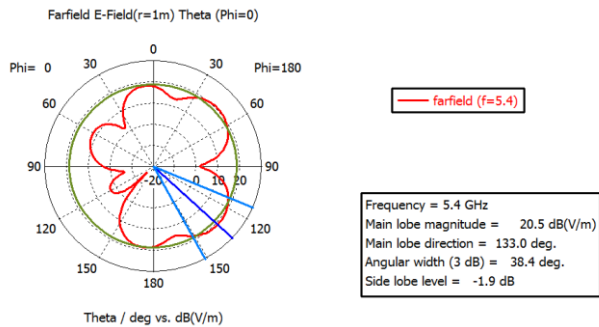 Farfield E-Field(r=1m) Theta (Phi=0)
0
30
30
Phi= 0
Phi=180
60
60
90
90
-20
0
10
20
120
120
150
150
180
Theta / deg vs. dB(V/m)
farfield (f=5.4)
Frequency = 5.4 GHz
Main lobe magnitude = 20.5 dB(V/m)
Main lobe direction = 133.0 deg.
Angular width (3 dB) = 38.4 deg.
Side lobe level = -1.9 dB